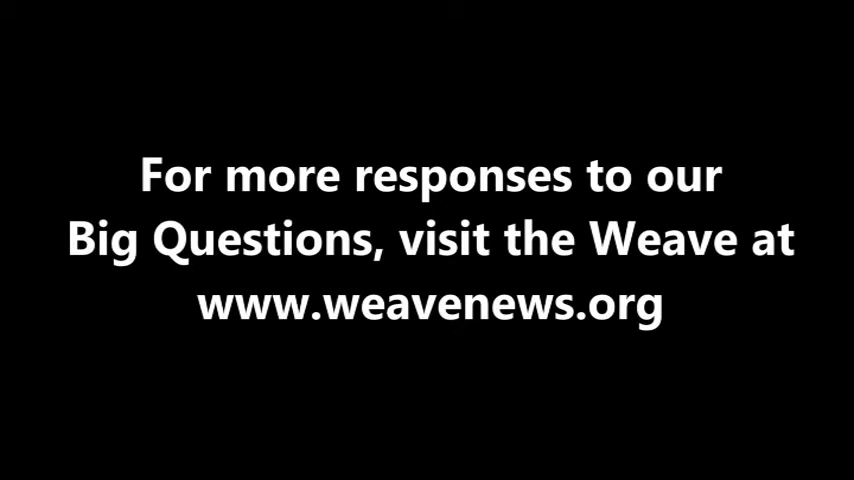 For more responses to our
Big Questions, visit the Weave at
www.weavenews.org